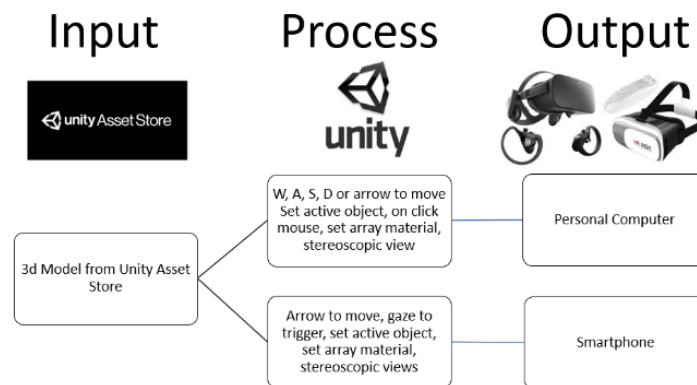 Input
Process
Output
unity Asset Store
unity
VR BOX
W, A, S, D or arrow to move
Set active object, on click
mouse, set array material,
stereoscopic view
Personal Computer
3d Model from Unity Asset
Store
Arrow to move, gaze to
trigger, set active object,
set array material,
stereoscopic views
Smartphone